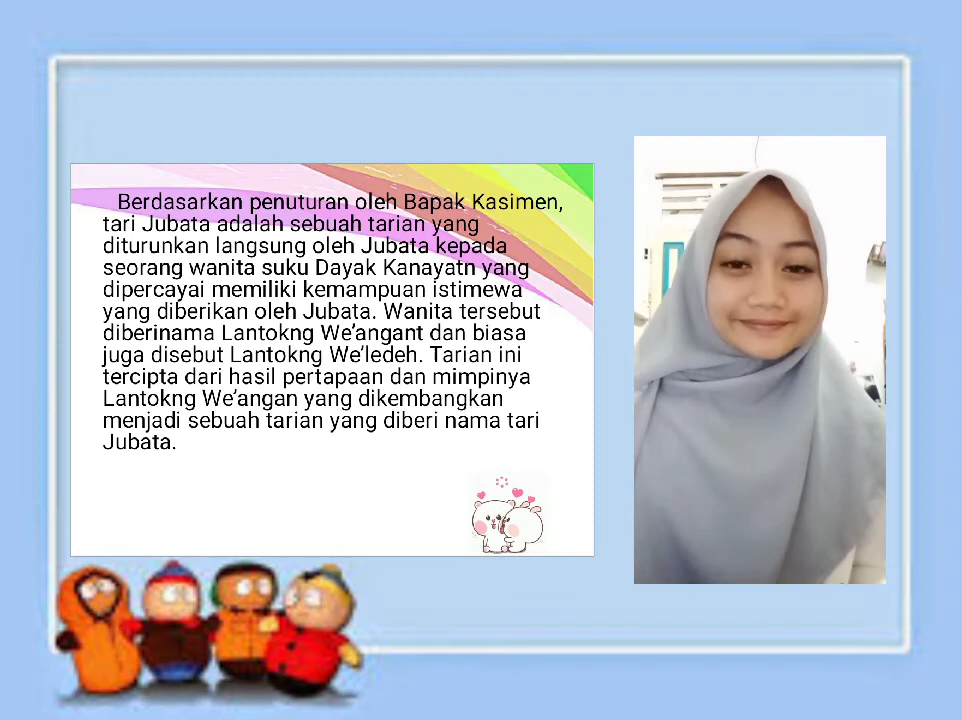 Berdasarkan penuturan oleh Bapak Kasimen,
tari Jubata adalah sebuah tarian yang
diturunkan langsung oleh Jubata kepada
seorang wanita suku Dayak Kanayatn yang
dipercayai memiliki kemampuan istimewa
yang diberikan oleh Jubata. Wanita tersebut
diberinama Lantokng We’angant dan biasa
juga disebut Lantokng We’ledeh. Tarian ini
tercipta dari hasil pertapaan dan mimpinya
Lantokng We’angan yang dikembangkan
menjadi sebuah tarian yang diberi nama tari
Jubata.